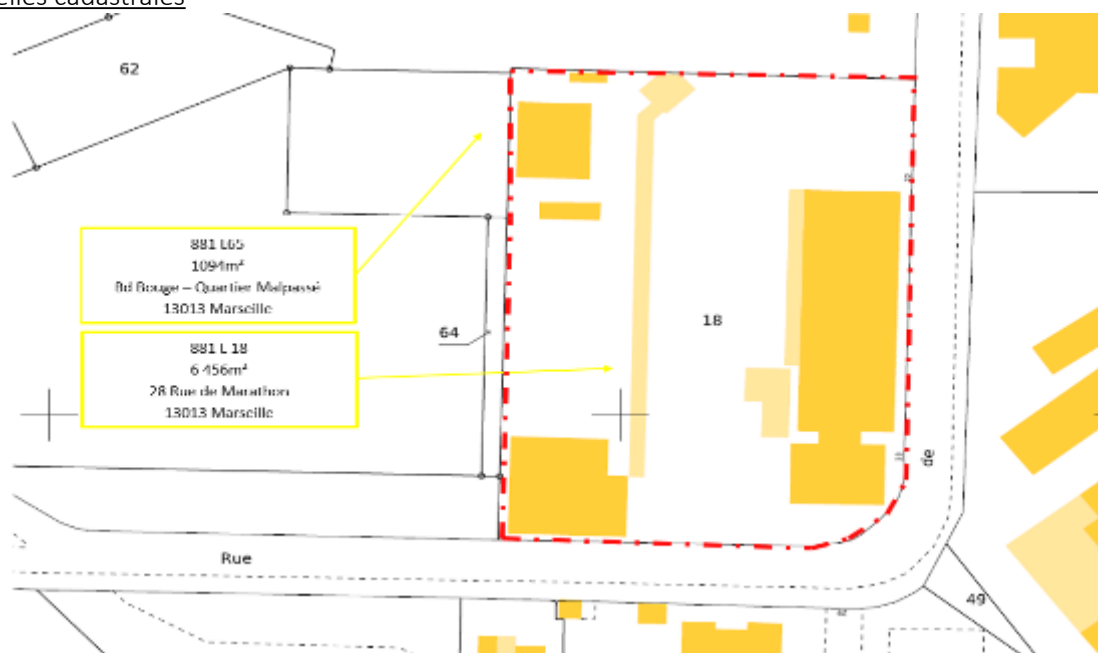 elles cadastrales
62
881 L65
1094m²
Bd Bouge – Quartier Malpassé
13013 Marseille
64
18
881 L 18
6 456m²
28 Rue de Marathon
13013 Marseille
de
Rue
49